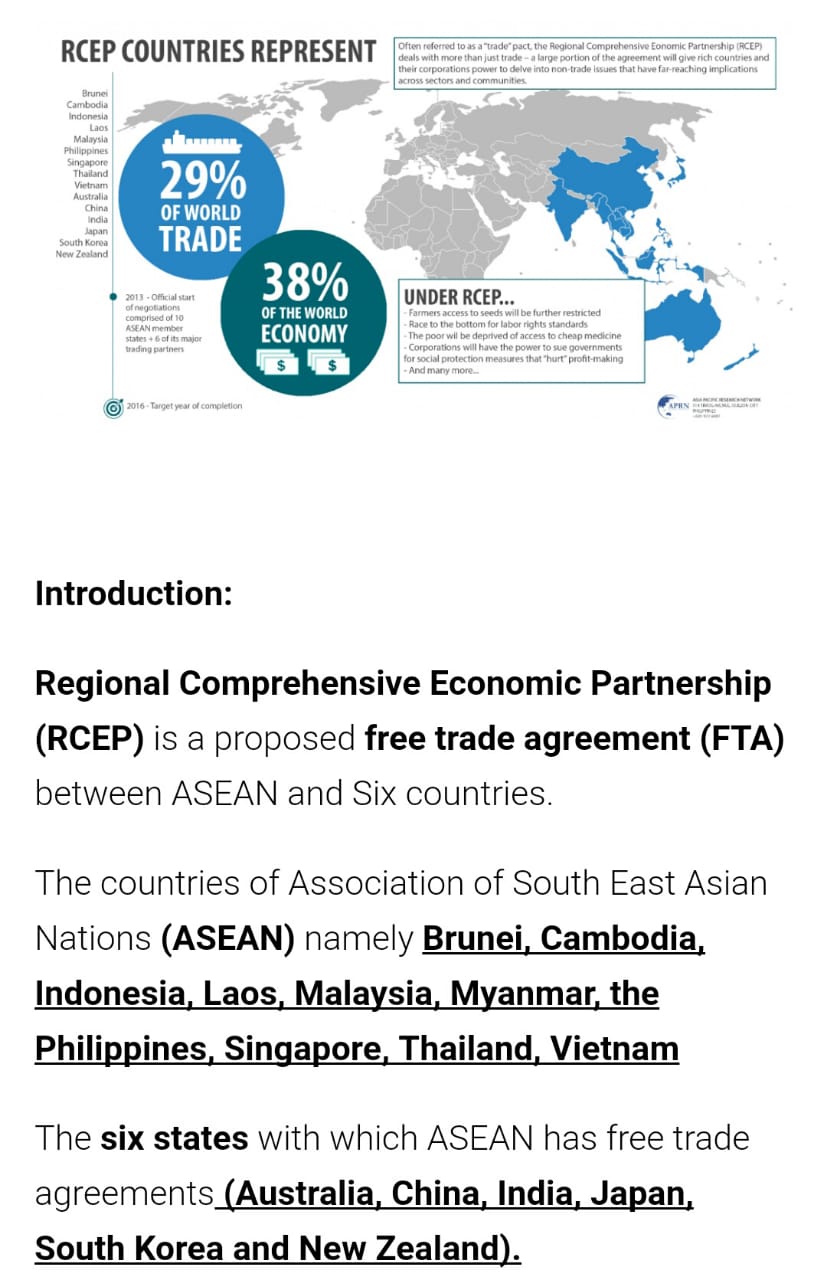 RCEP COUNTRIES REPRESENT
Often referred to as a "trade" pact, the Regional Comprehensive Eonomic Partnership (RCEP)
deals with more than just trade – a large portion of the agreement will give rich countries and
their corporations power to delve into non-trade issues that have far-reaching implications
across sectors and communities.
Brunei
Cambodia
Indonesia
Laos
Malaysia
Philippines
Singapore
Thailand
Vietnam
Australia
China
India
Japan
South Korea
New Zealand
29%
OF WORLD
TRADE
38%
OF THE WORLD
ECONOMY
$ $
2013 - Official start
of negotiations
comprised of 10
ASEAN member
states + 6 of its major
trading partners
2016 - Target year of completion
UNDER RCEP...
- Farmers access to seeds will be further restricted
- Race to the bottom for labor rights standards
- The poor wil be deprived of access to cheap medicine
- Corporations will have the power to sue governments
for social protection measures that "hurt" profit-making
- And many more...
APRN
ASIA PACIFIC RESEARCH NETWORK
PHILIPPINES
Introduction:
Regional Comprehensive Economic Partnership
(RCEP) is a proposed free trade agreement (FTA)
between ASEAN and Six countries.
The countries of Association of South East Asian
Nations (ASEAN) namely Brunei, Cambodia,
Indonesia, Laos, Malaysia, Myanmar, the
Philippines, Singapore, Thailand, Vietnam
The six states with which ASEAN has free trade
agreements (Australia, China, India, Japan,
South Korea and New Zealand).